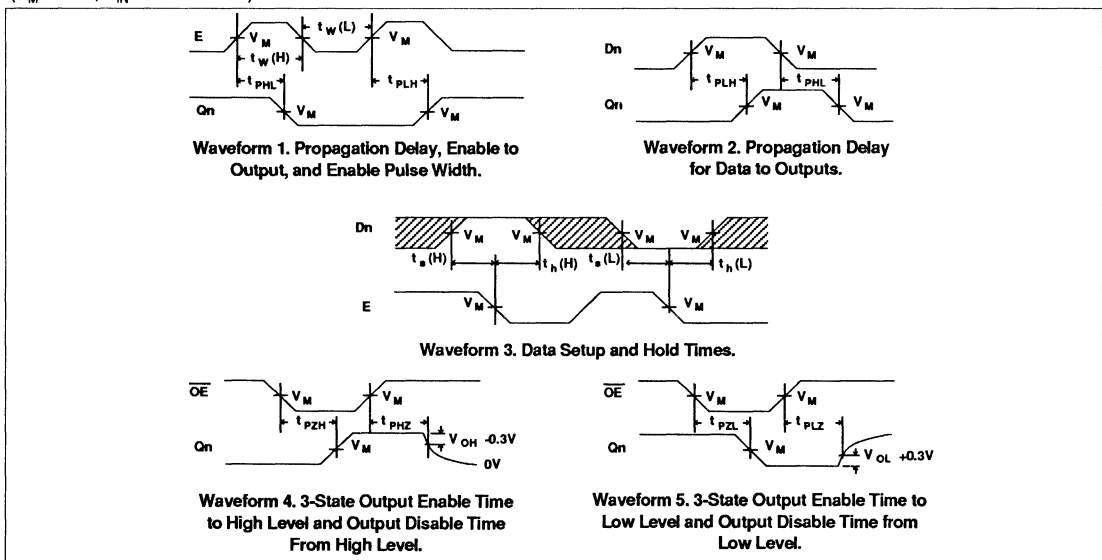 E
V M
t W (L)
V M
t W (H)
t PHL
t PLH
Qn
V M
V M
Waveform 1. Propagation Delay, Enable to
Output, and Enable Pulse Width.
Dn
V M
V M
t PLH
t PHL
Qn
V M
V M
Waveform 2. Propagation Delay
for Data to Outputs.
Dn
V M
V M
V M
V M
t s (H)
t h (H)
t s (L)
t h (L)
E
V M
V M
Waveform 3. Data Setup and Hold Times.
OE
V M
V M
t PZH
t PHZ
Qn
V M
V OH -0.3V
0V
Waveform 4. 3-State Output Enable Time
to High Level and Output Disable Time
From High Level.
OE
V M
V M
t PZL
t PLZ
Qn
V M
V OL +0.3V
Waveform 5. 3-State Output Enable Time to
Low Level and Output Disable Time from
Low Level.